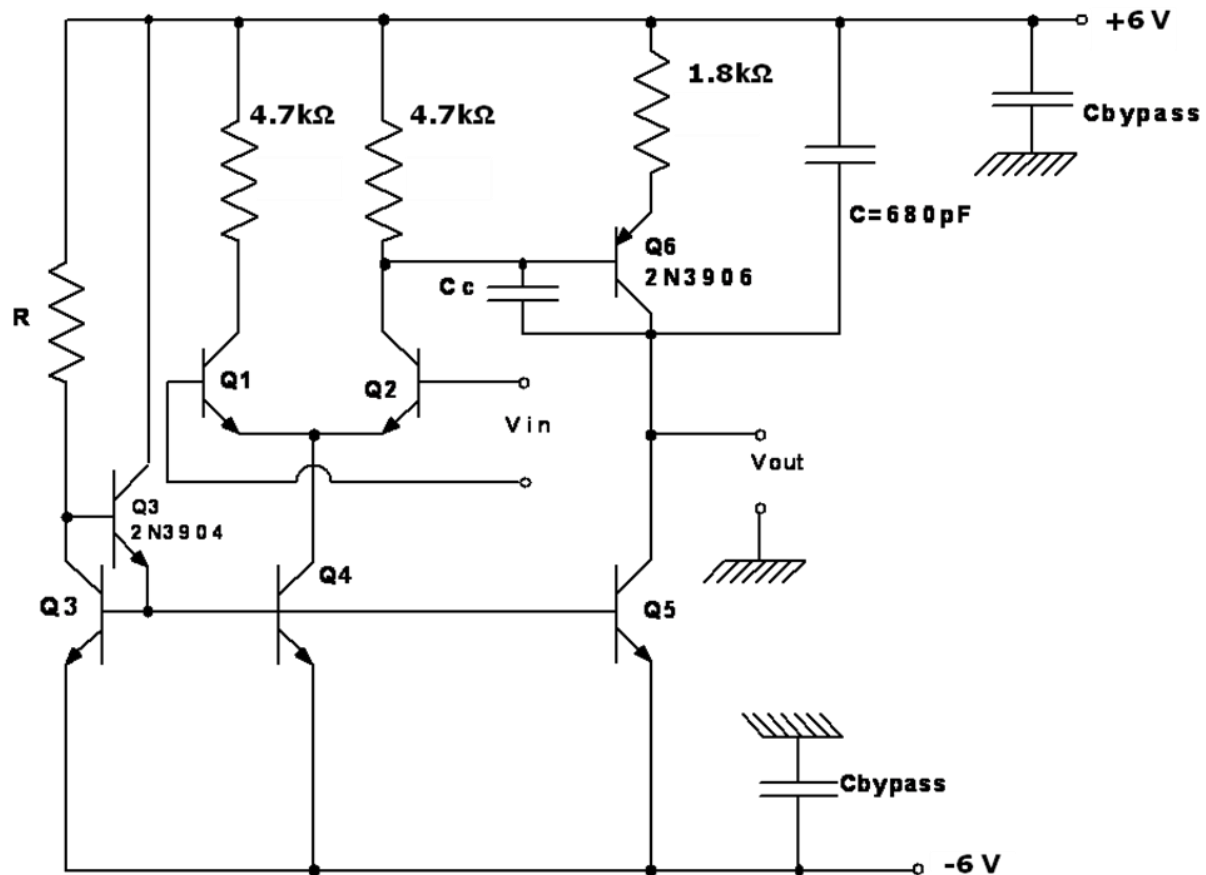 +6 V
1.8kΩ
4.7kΩ
4.7kΩ
Cbypass
C=680pF
Q6
2N3906
Cc
R
Q1
Q2
Vin
Vout
Q3
2N3904
Q4
Q3
Q5
Cbypass
-6 V